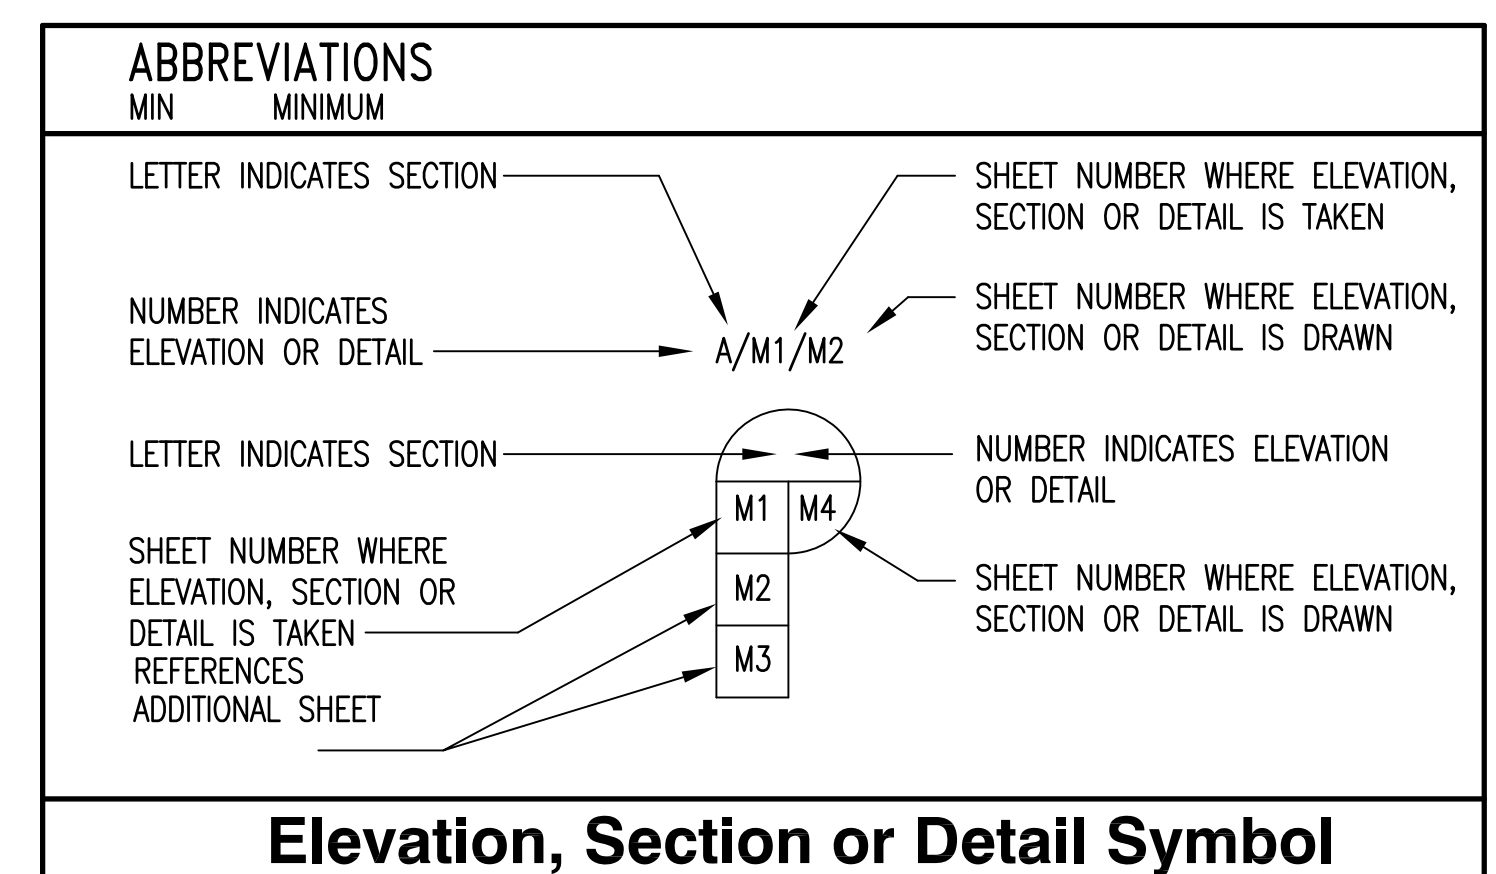 ABBREVIATIONS
MIN MINIMUM
LETTER INDICATES SECTION
SHEET NUMBER WHERE ELEVATION,
SECTION OR DETAIL IS TAKEN
NUMBER INDICATES
ELEVATION OR DETAIL
A/M1/M2
SHEET NUMBER WHERE ELEVATION,
SECTION OR DETAIL IS DRAWN
LETTER INDICATES SECTION
NUMBER INDICATES ELEVATION
OR DETAIL
M1 M4
M2
M3
SHEET NUMBER WHERE
ELEVATION, SECTION OR
DETAIL IS TAKEN
REFERENCES
ADDITIONAL SHEET
SHEET NUMBER WHERE ELEVATION,
SECTION OR DETAIL IS DRAWN
Elevation, Section or Detail Symbol